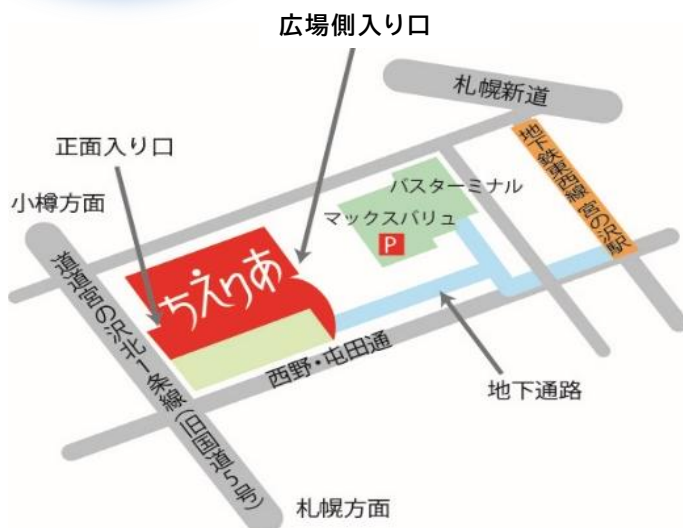 広場側入り口
札幌新道
正面入り口
バスターミナル
地下鉄東西線 宮の沢駅
小樽方面
マックスバリュ
P
ちえりあ
道道宮の沢北1条線(旧国道5号)
西野・屯田通
地下通路
札幌方面